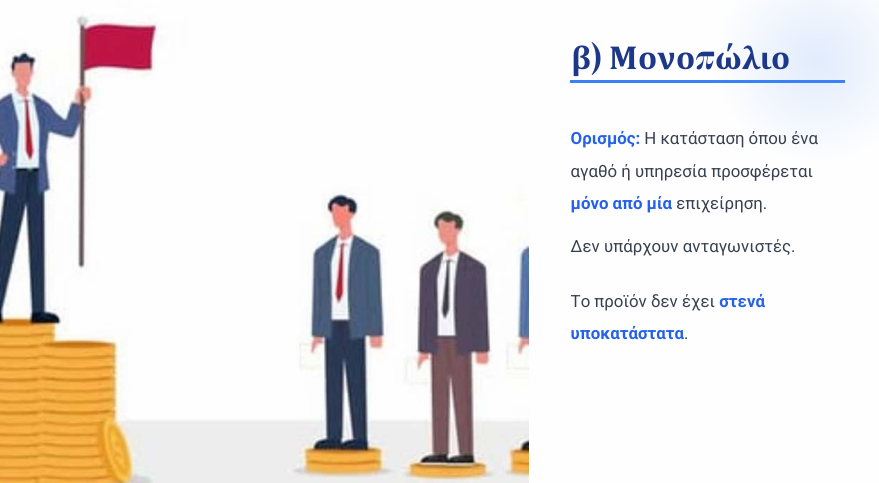 β) Μονοπώλιο
Ορισμός: Η κατάσταση όπου ένα
αγαθό ή υπηρεσία προσφέρεται
μόνο από μία επιχείρηση.
Δεν υπάρχουν ανταγωνιστές.
Το προϊόν δεν έχει στενά
υποκατάστατα.